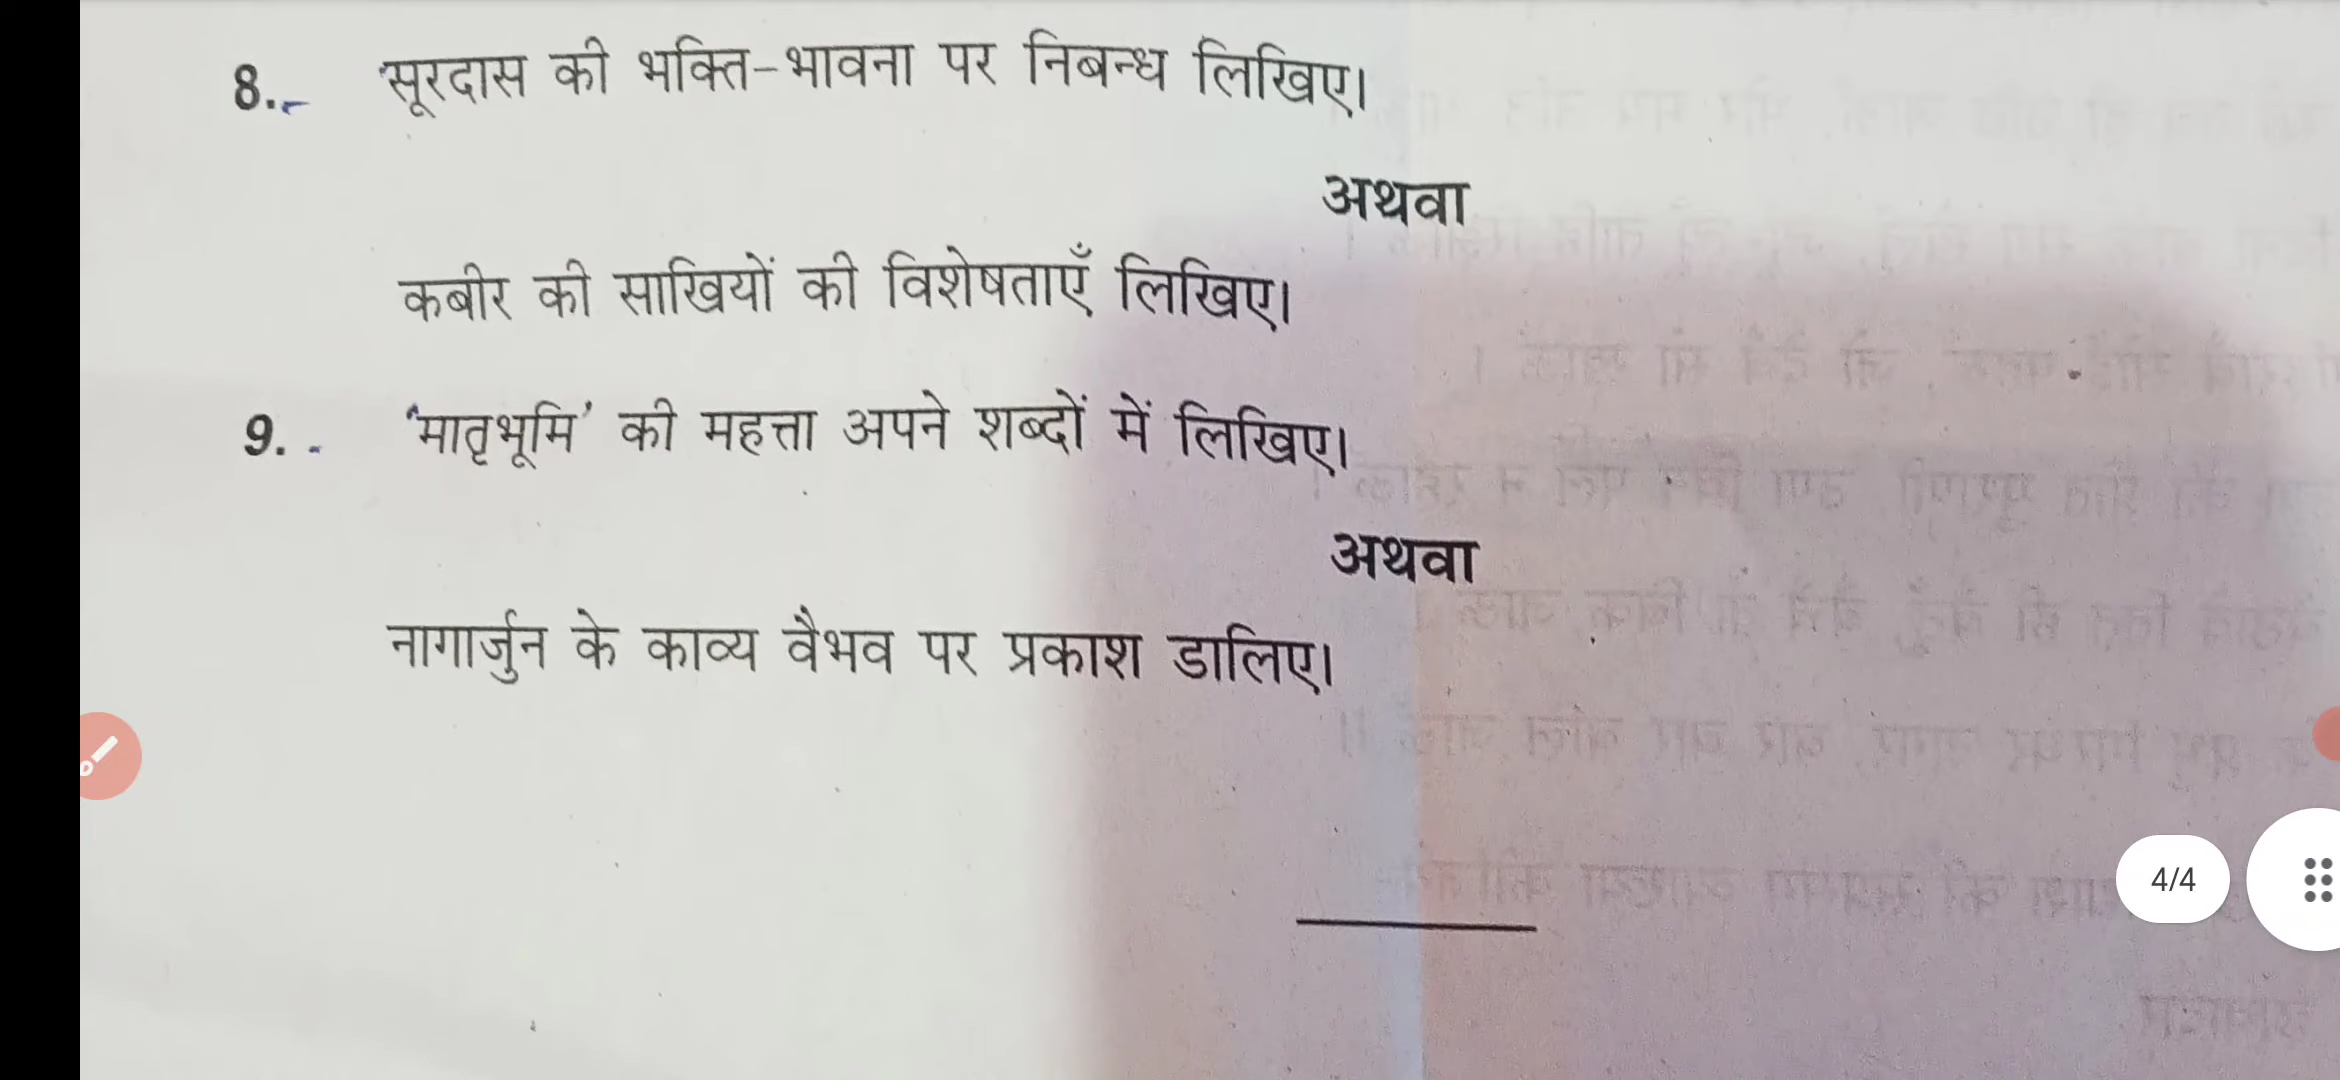 8. सूरदास की भक्ति-भावना पर निबन्ध लिखिए।
अथवा
कबीर की साखियों की विशेषताएँ लिखिए।
9. 'मातृभूमि' की महत्ता अपने शब्दों में लिखिए।
अथवा
नागार्जुन के काव्य वैभव पर प्रकाश डालिए।
4/4